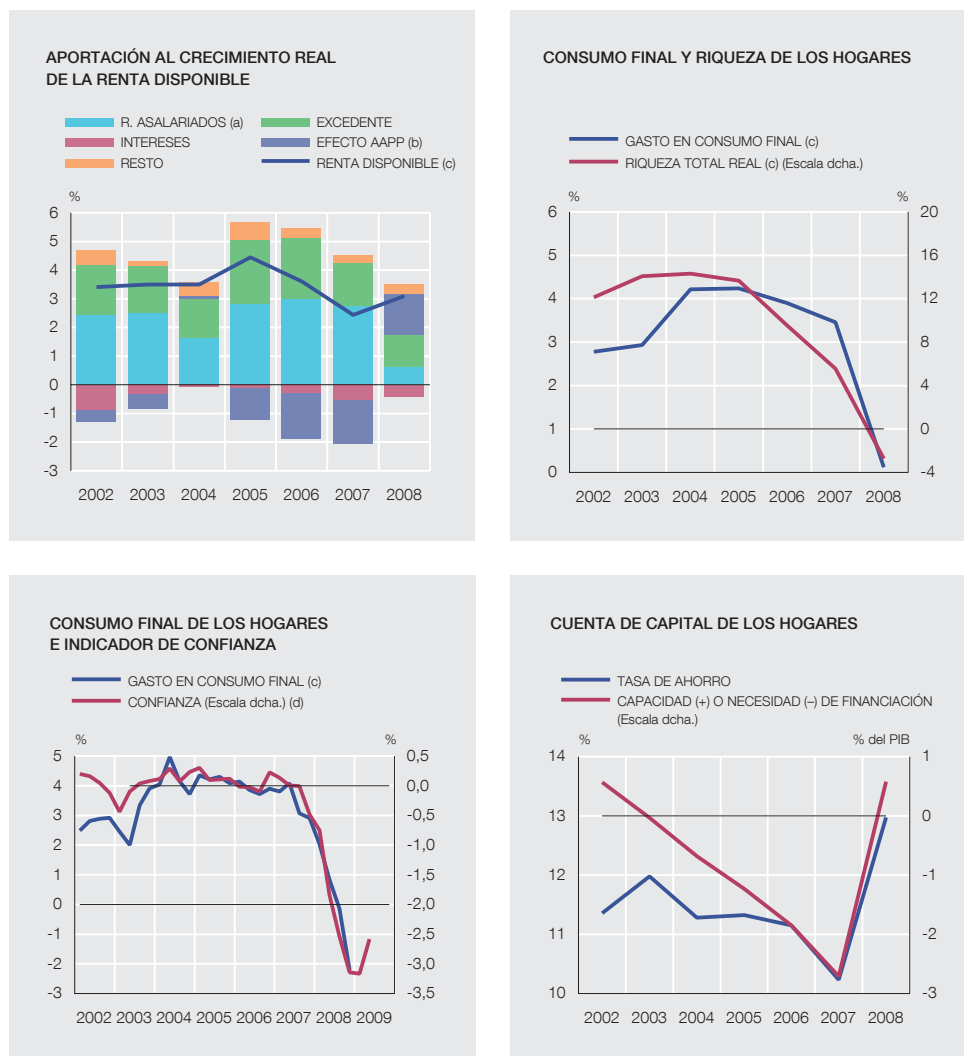 APORTACIÓN AL CRECIMIENTO REAL
DE LA RENTA DISPONIBLE
R. ASALARIADOS (a)
EXCEDENTE
INTERESES
EFECTO AAPP (b)
RESTO
RENTA DISPONIBLE (c)
%
6
5
4
3
2
1
0
-1
-2
-3
2002 2003 2004 2005 2006 2007 2008
CONSUMO FINAL Y RIQUEZA DE LOS HOGARES
GASTO EN CONSUMO FINAL (c)
RIQUEZA TOTAL REAL (c) (Escala dcha.)
% %
6
5
4
3
2
1
0
20
16
12
8
4
0
-4
2002 2003 2004 2005 2006 2007 2008
CONSUMO FINAL DE LOS HOGARES
E INDICADOR DE CONFIANZA
GASTO EN CONSUMO FINAL (c)
CONFIANZA (Escala dcha.) (d)
% %
5
4
3
2
1
0
-1
-2
-3
0,5
0,0
-0,5
-1,0
-1,5
-2,0
-2,5
-3,0
-3,5
2002 2003 2004 2005 2006 2007 2008 2009
CUENTA DE CAPITAL DE LOS HOGARES
TASA DE AHORRO
CAPACIDAD (+) O NECESIDAD (–) DE FINANCIACIÓN
(Escala dcha.)
% % del PIB
14
13
12
11
10
1
0
-1
-2
-3
2002 2003 2004 2005 2006 2007 2008